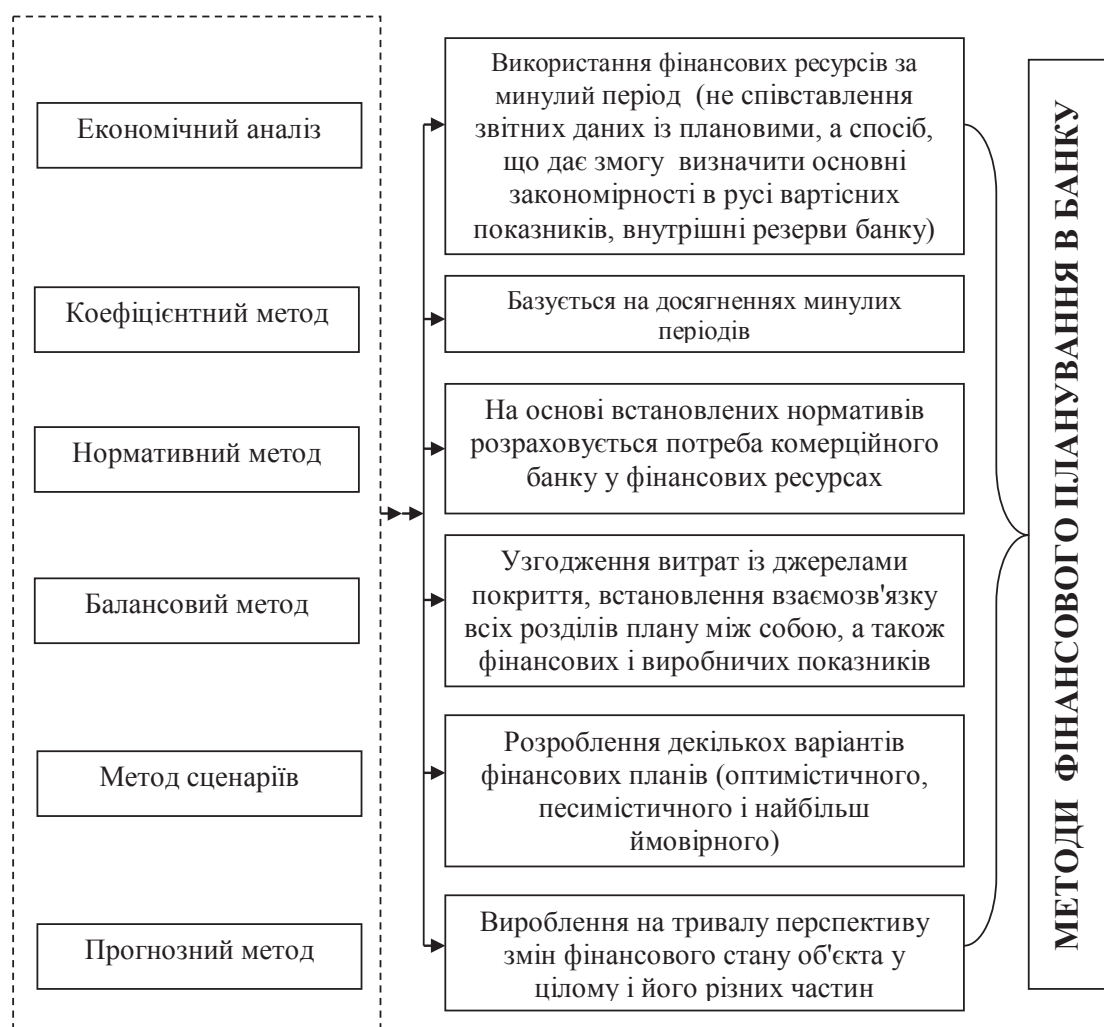 Економічний аналіз
Використання фінансових ресурсів за
минулий період (не співставлення
звітних даних із плановими, а спосіб,
що дає змогу визначити основні
закономірності в русі вартісних
показників, внутрішні резерви банку)
Коефіцієнтний метод
Базується на досягненнях минулих
періодів
Нормативний метод
На основі встановлених нормативів
розраховується потреба комерційного
банку у фінансових ресурсах
Балансовий метод
Узгодження витрат із джерелами
покриття, встановлення взаємозв'язку
всіх розділів плану між собою, а також
фінансових і виробничих показників
Метод сценаріїв
Розроблення декількох варіантів
фінансових планів (оптимістичного,
песимістичного і найбільш
ймовірного)
Прогнозний метод
Вироблення на тривалу перспективу
змін фінансового стану об'єкта у
цілому і його різних частин
МЕТОДИ ФІНАНСОВОГО ПЛАНУВАННЯ В БАНКУ